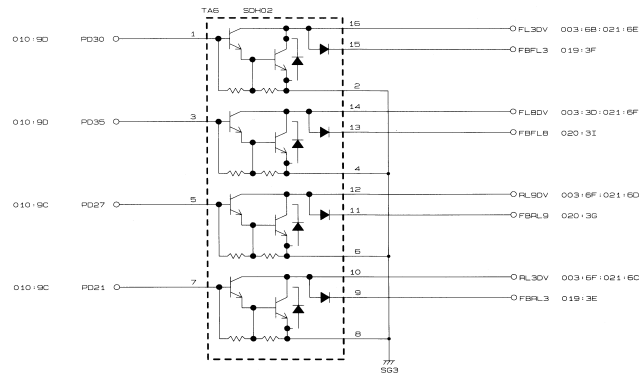 TA6 SDH02
16 FL3DV 003:6B:021:6E
010:9D PD30 1
15 FBFL3 019:3F
2
14 FL8DV 003:3D:021:6F
010:9D PD35 3
13 FBFL8 020:3I
4
12 RL9DV 003:6F:021:6D
010:9C PD27 5
11 FBRL9 020:3G
6
10 RL3DV 003:6F:021:6C
010:9C PD21 7
9 FBRL3 019:3E
8
SG3